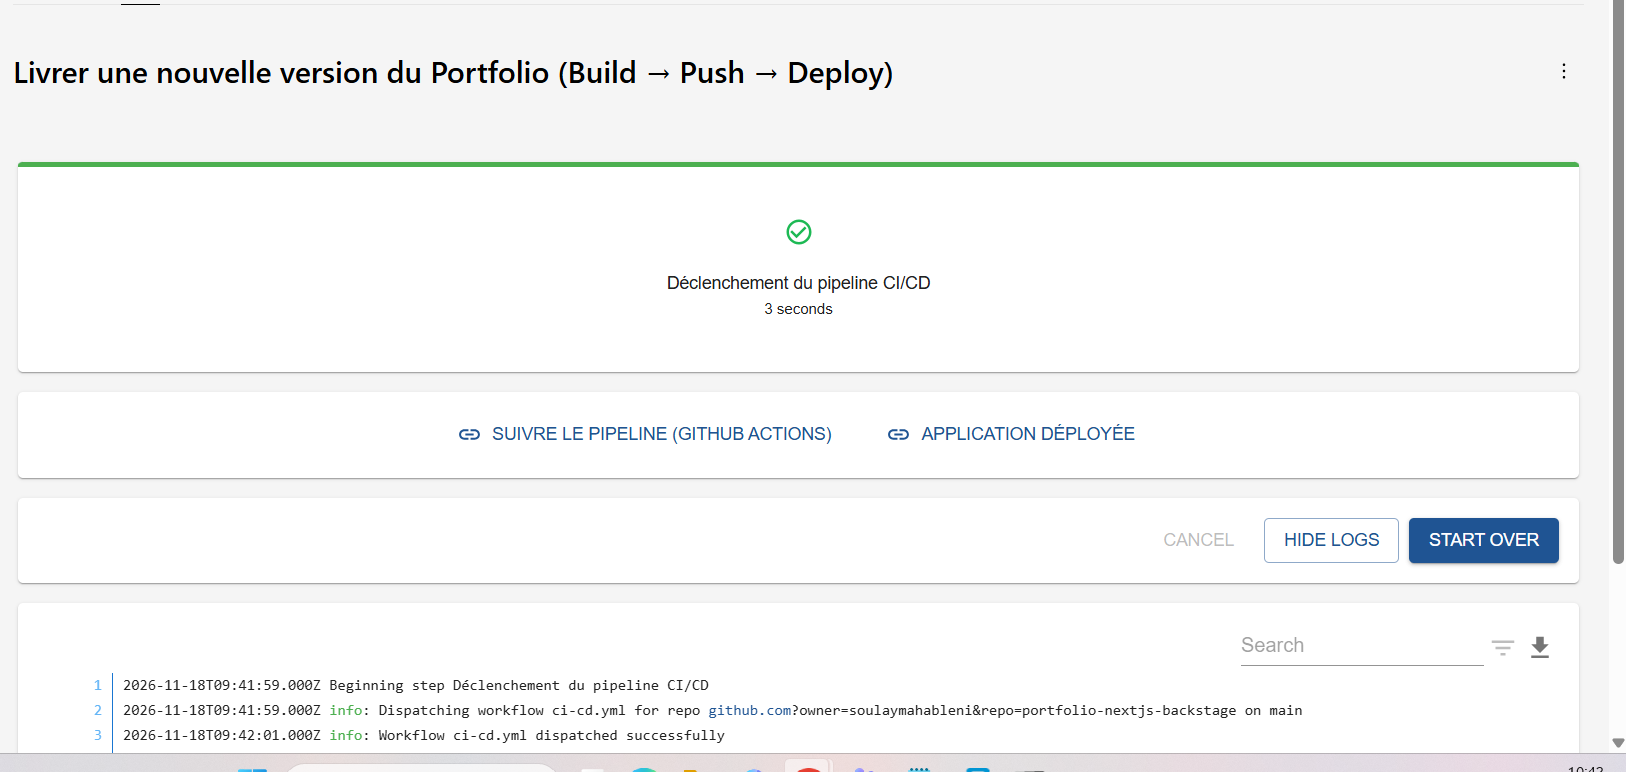 Livrer une nouvelle version du Portfolio (Build → Push → Deploy)
Déclenchement du pipeline CI/CD
3 seconds
SUIVRE LE PIPELINE (GITHUB ACTIONS)
APPLICATION DÉPLOYÉE
CANCEL
HIDE LOGS
START OVER
Search
1 2026-11-18T09:41:59.000Z Beginning step Déclenchement du pipeline CI/CD
2 2026-11-18T09:41:59.000Z info: Dispatching workflow ci-cd.yml for repo github.com?owner=soulaymahableni&repo=portfolio-nextjs-backstage on main
3 2026-11-18T09:42:01.000Z info: Workflow ci-cd.yml dispatched successfully